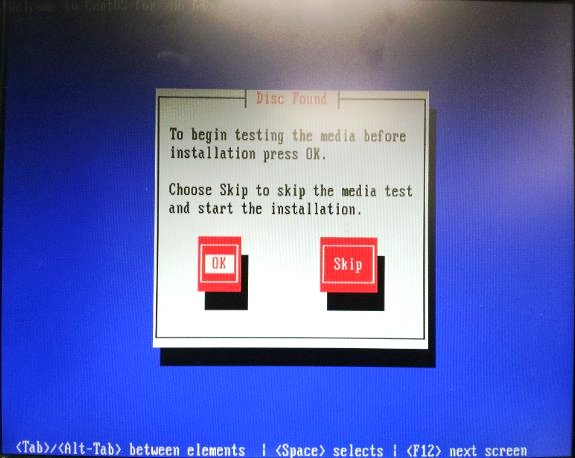 Welcome to CentOS for x86_64
Disc Found
To begin testing the media before
installation press OK.
Choose Skip to skip the media test
and start the installation.
OK Skip
<Tab>/<Alt-Tab> between elements | <Space> selects | <F12> next screen